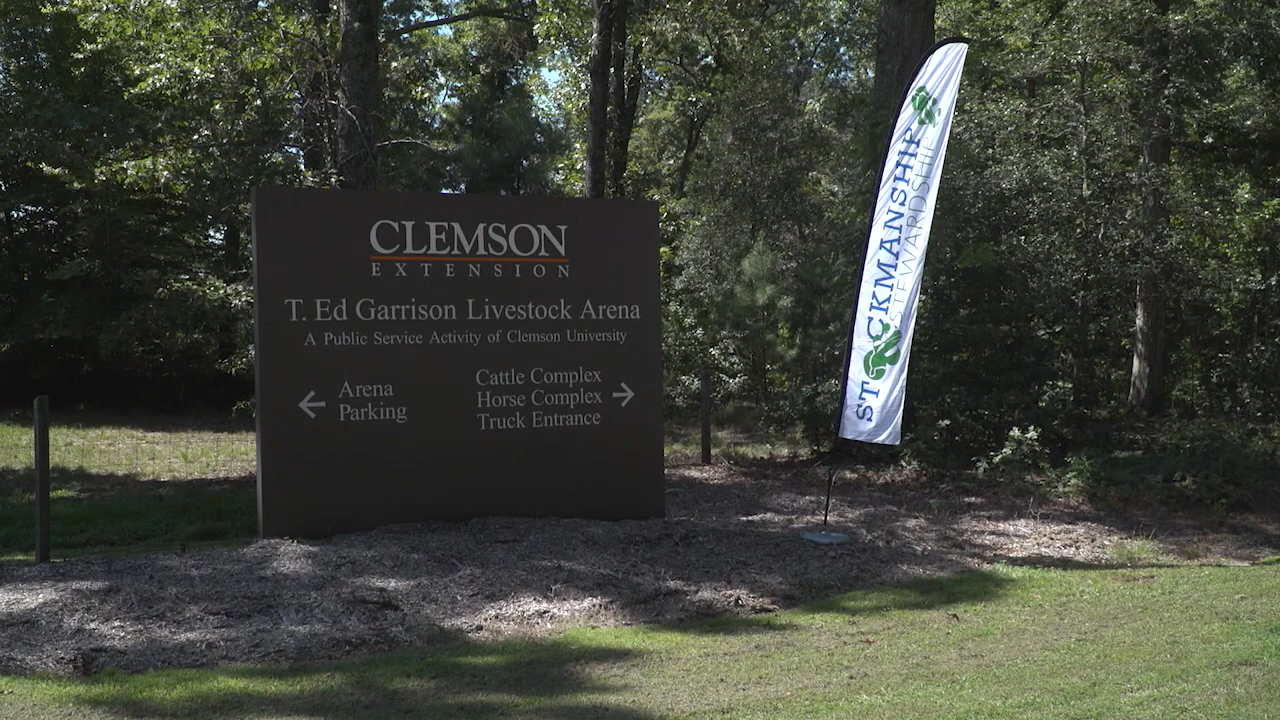 CLEMSON
EXTENSION
T. Ed Garrison Livestock Arena
A Public Service Activity of Clemson University
Arena
Parking
Cattle Complex
Horse Complex
Truck Entrance
STOCKMANSHIP
STEWARDSHIP